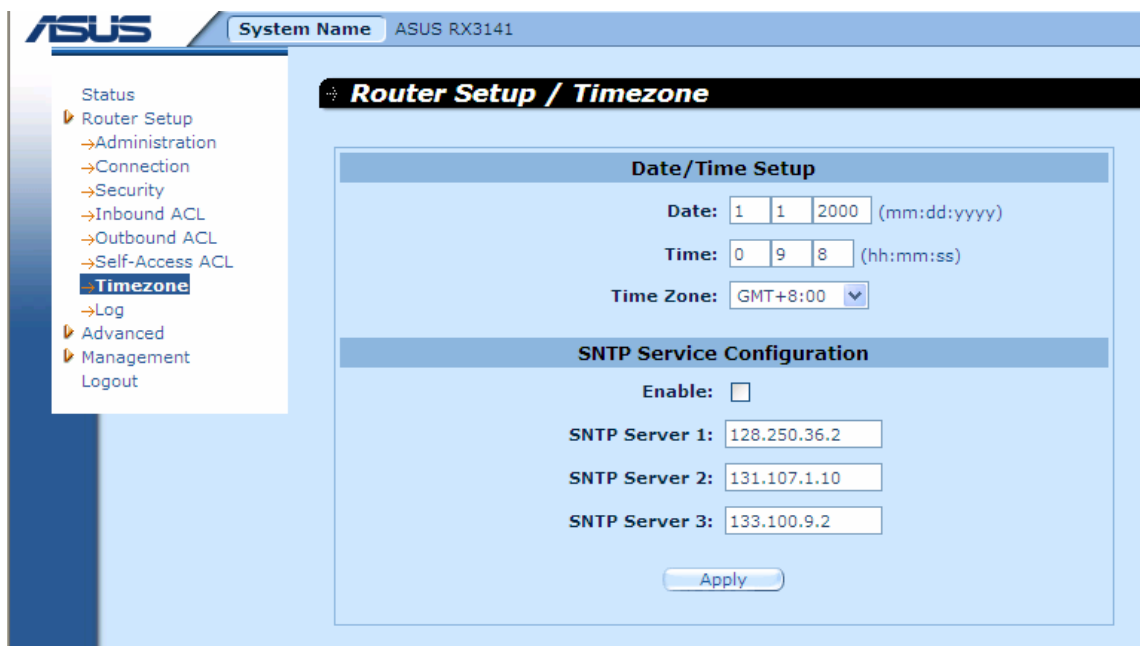 ASUS System Name ASUS RX3141
Status
Router Setup
→Administration
→Connection
→Security
→Inbound ACL
→Outbound ACL
→Self-Access ACL
→Timezone
→Log
Advanced
Management
Logout
Router Setup / Timezone
Date/Time Setup
Date: 1 1 2000 (mm:dd:yyyy)
Time: 0 9 8 (hh:mm:ss)
Time Zone: GMT+8:00
SNTP Service Configuration
Enable:
SNTP Server 1: 128.250.36.2
SNTP Server 2: 131.107.1.10
SNTP Server 3: 133.100.9.2
Apply